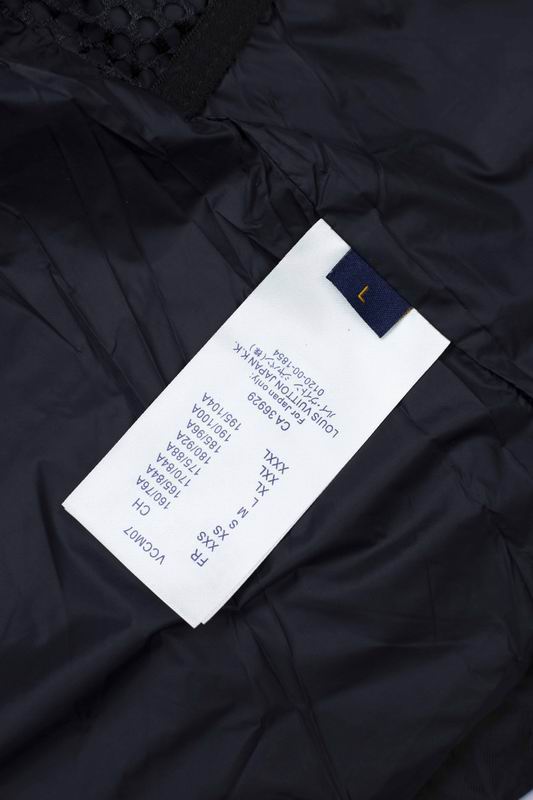 VCCM07
FR CH
XXS 160/76A
XS 165/84A
S 170/84A
M 175/88A
L 180/92A
XL 185/96A
XXL 190/100A
XXXL 195/104A
CA 36929
For Japan only:
LOUIS VUITTON JAPAN K.K.
ルイ・ヴィトン ジャパン(株)
0120-00-1854
L